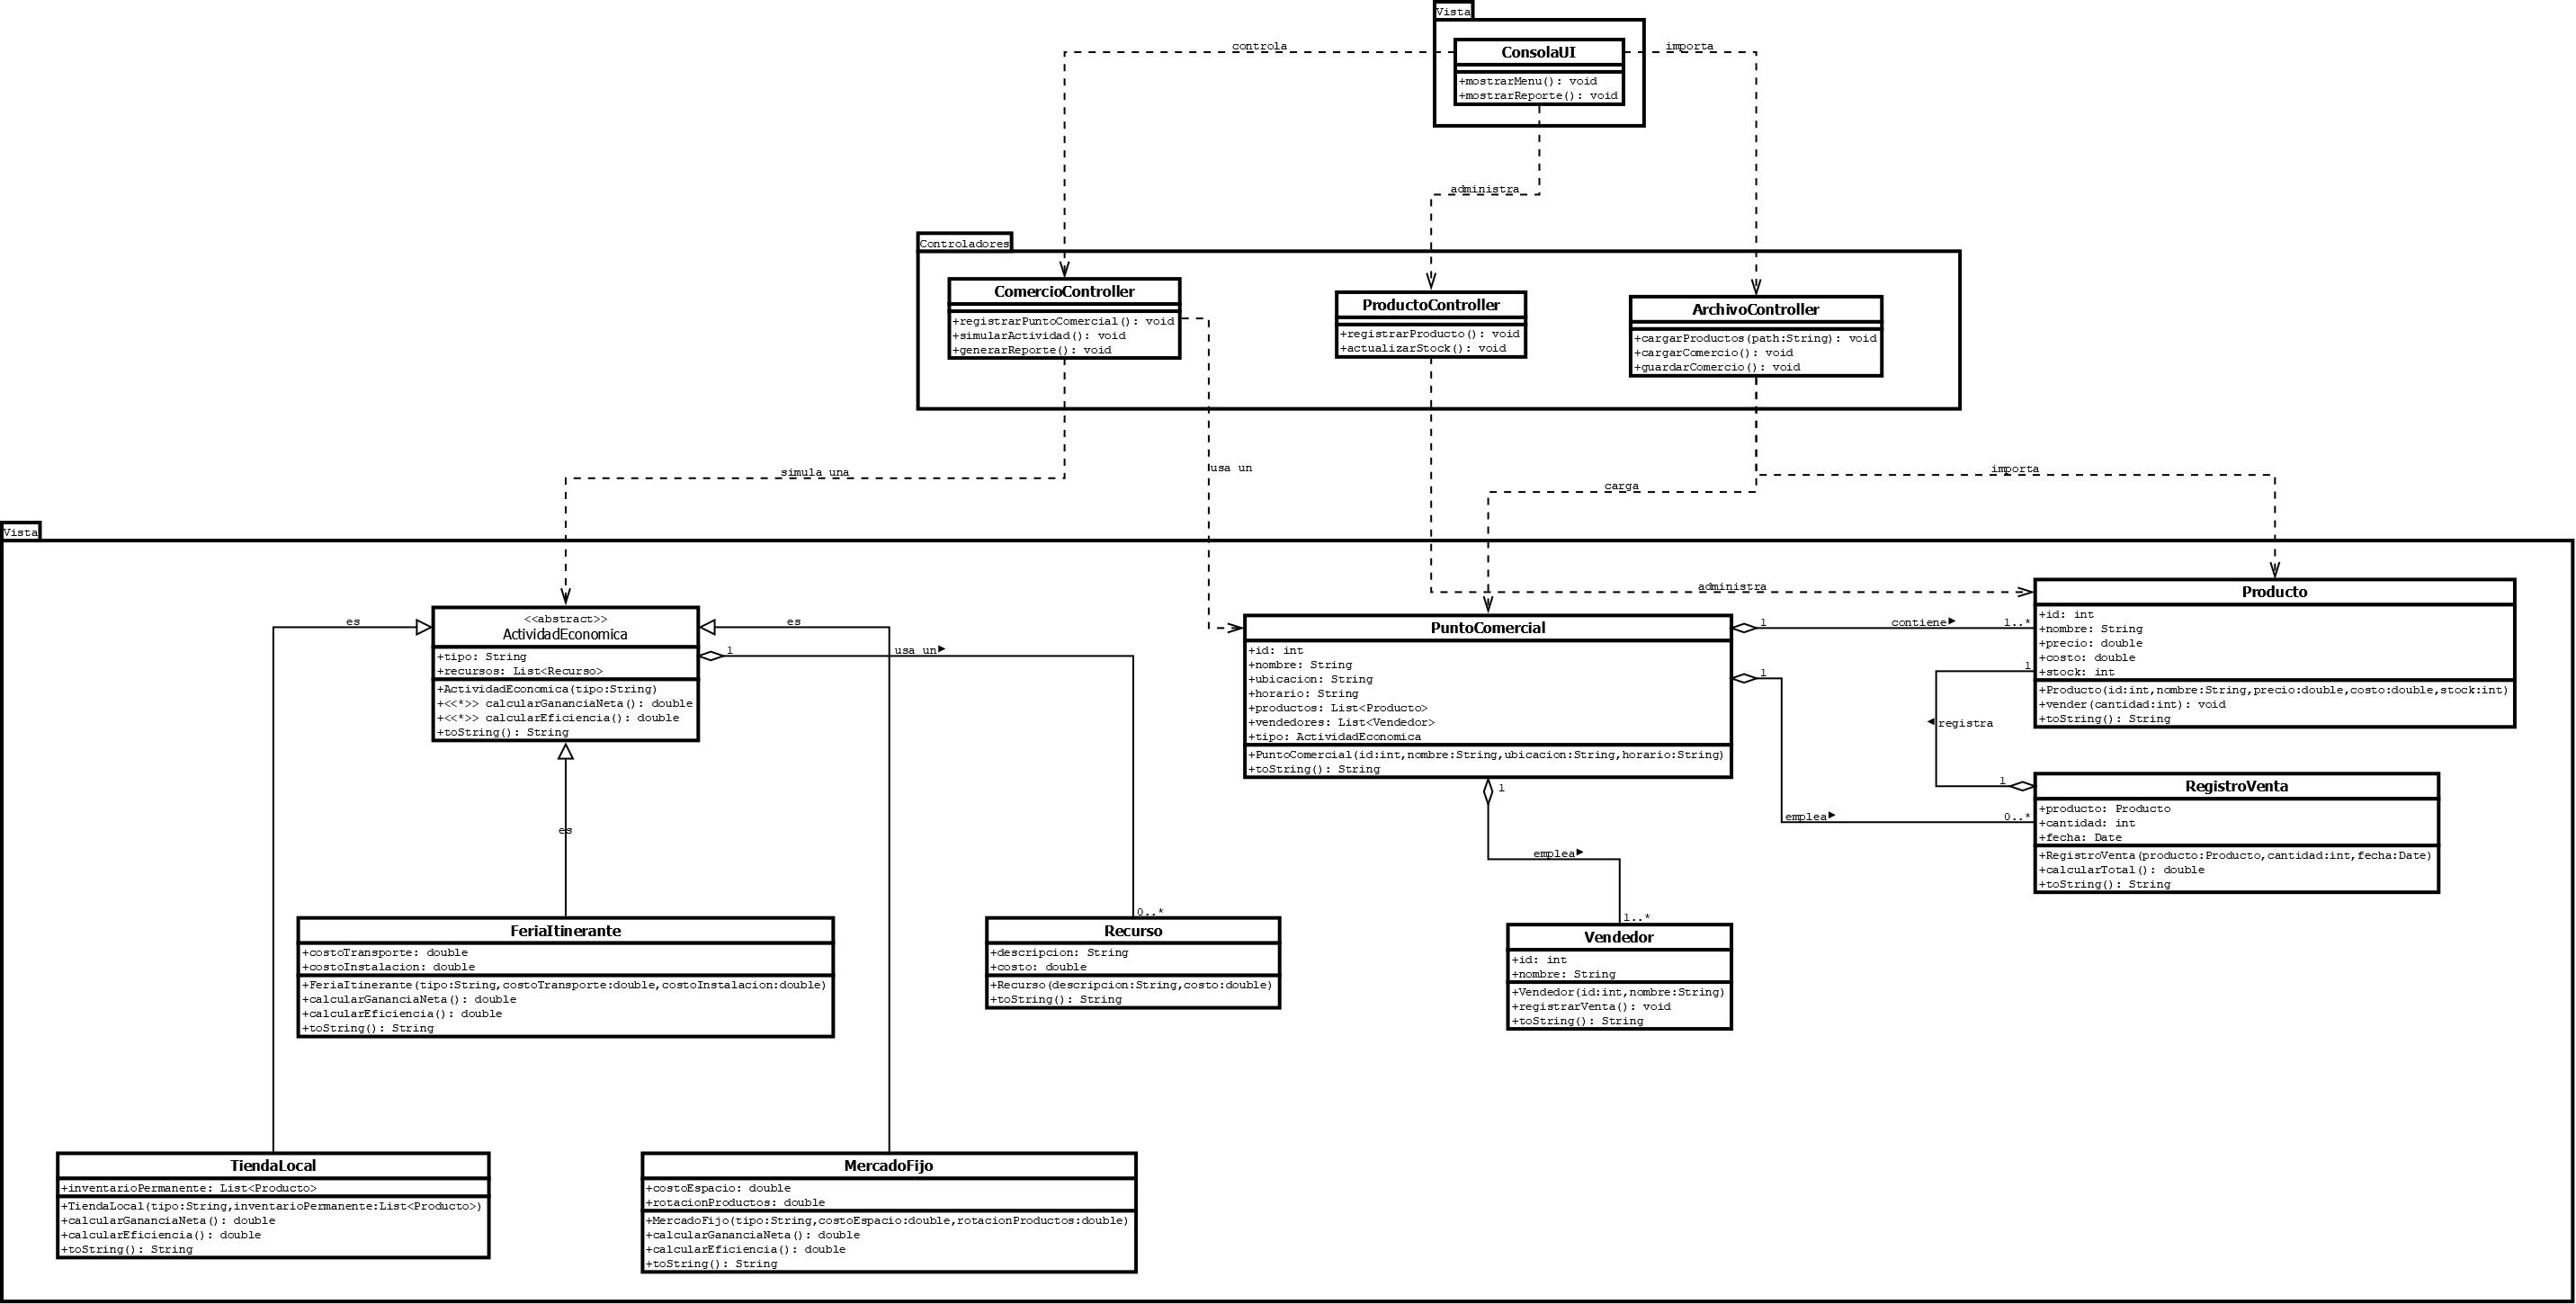 Vista
ConsolaUI
+mostrarMenu(): void
+mostrarReporte(): void
controla
importa
administra
Controladores
ComercioController
+registrarPuntoComercial(): void
+simularActividad(): void
+generarReporte(): void
ProductoController
+registrarProducto(): void
+actualizarStock(): void
ArchivoController
+cargarProductos(path:String): void
+cargarComercio(): void
+guardarComercio(): void
simula una
usa un
carga
importa
Vista
administra
<<abstract>>
ActividadEconomica
+tipo: String
+recursos: List<Recurso>
+ActividadEconomica(tipo:String)
+<<*>> calcularGananciaNeta(): double
+<<*>> calcularEficiencia(): double
+toString(): String
es
es
es
1
usa un
0..*
PuntoComercial
+id: int
+nombre: String
+ubicacion: String
+horario: String
+productos: List<Producto>
+vendedores: List<Vendedor>
+tipo: ActividadEconomica
+PuntoComercial(id:int,nombre:String,ubicacion:String,horario:String)
+toString(): String
1
contiene
1..*
1
emplea
0..*
1
emplea
1..*
Producto
+id: int
+nombre: String
+precio: double
+costo: double
+stock: int
+Producto(id:int,nombre:String,precio:double,costo:double,stock:int)
+vender(cantidad:int): void
+toString(): String
1
registra
1
RegistroVenta
+producto: Producto
+cantidad: int
+fecha: Date
+RegistroVenta(producto:Producto,cantidad:int,fecha:Date)
+calcularTotal(): double
+toString(): String
FeriaItinerante
+costoTransporte: double
+costoInstalacion: double
+FeriaItinerante(tipo:String,costoTransporte:double,costoInstalacion:double)
+calcularGananciaNeta(): double
+calcularEficiencia(): double
+toString(): String
Recurso
+descripcion: String
+costo: double
+Recurso(descripcion:String,costo:double)
+toString(): String
Vendedor
+id: int
+nombre: String
+Vendedor(id:int,nombre:String)
+registrarVenta(): void
+toString(): String
TiendaLocal
+inventarioPermanente: List<Producto>
+TiendaLocal(tipo:String,inventarioPermanente:List<Producto>)
+calcularGananciaNeta(): double
+calcularEficiencia(): double
+toString(): String
MercadoFijo
+costoEspacio: double
+rotacionProductos: double
+MercadoFijo(tipo:String,costoEspacio:double,rotacionProductos:double)
+calcularGananciaNeta(): double
+calcularEficiencia(): double
+toString(): String